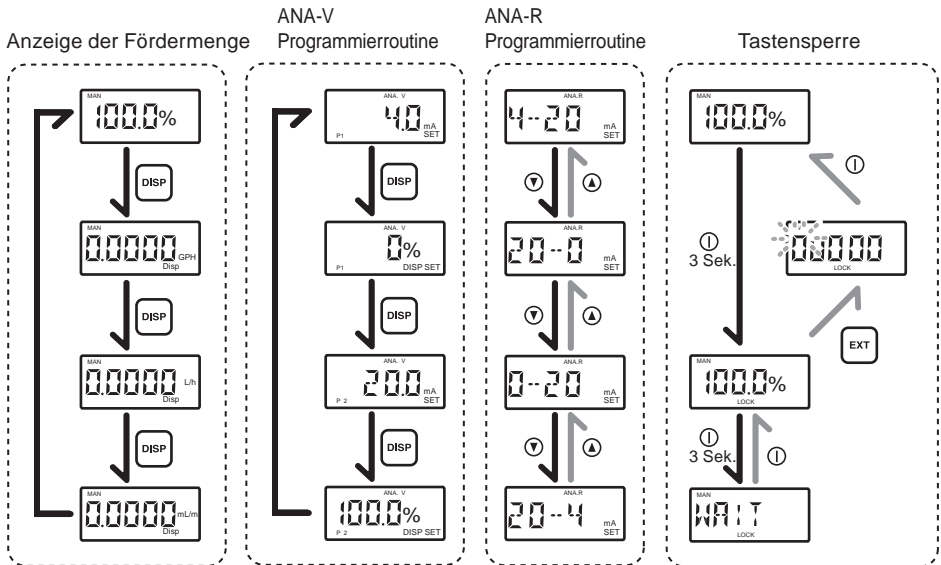 Anzeige der Fördermenge
MAN
100.0%
DISP
MAN
0.0000 GPH
Disp
DISP
MAN
0.0000 L/h
Disp
DISP
MAN
0.0000 mL/m
Disp
ANA-V
Programmierroutine
ANA. V
4.0 mA
P1 SET
DISP
ANA. V
0%
P1 DISP SET
DISP
ANA. V
20.0 mA
P 2 SET
DISP
ANA. V
100.0%
P 2 DISP SET
ANA-R
Programmierroutine
ANA.R
4-20 mA
SET
ANA.R
20-0 mA
SET
ANA.R
0-20 mA
SET
ANA.R
20-4 mA
SET
Tastensperre
MAN
100.0%
3 Sek.
00000
LOCK
EXT
MAN
100.0%
LOCK
3 Sek.
MAN
WAIT
LOCK